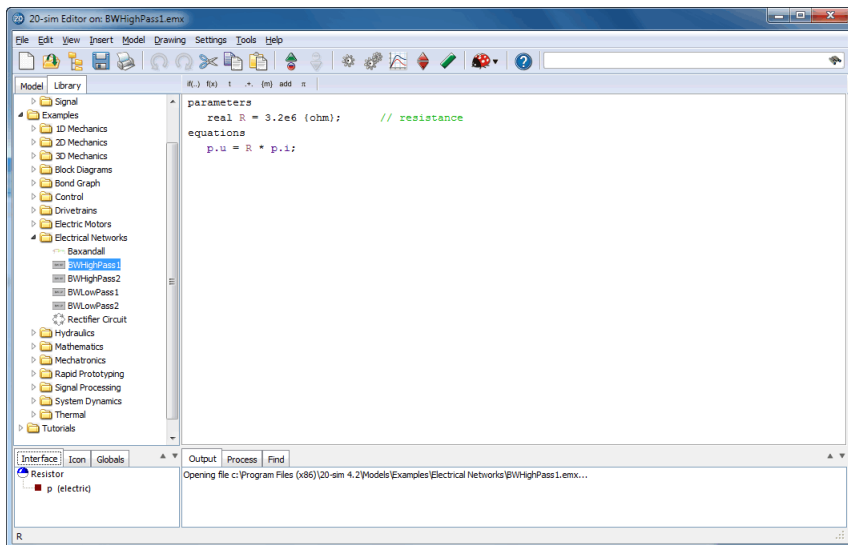 20-sim Editor on: BWHighPass1.emx
File Edit View Insert Model Drawing Settings Tools Help
Model Library
if(..) f(x) t .+. {m} add π
Signal
Examples
1D Mechanics
2D Mechanics
3D Mechanics
Block Diagrams
Bond Graph
Control
Drivetrains
Electric Motors
Electrical Networks
Baxandall
BWHighPass1
BWHighPass2
BWLowPass1
BWLowPass2
Rectifier Circuit
Hydraulics
Mathematics
Mechatronics
Rapid Prototyping
Signal Processing
System Dynamics
Thermal
Tutorials
parameters
real R = 3.2e6 {ohm}; // resistance
equations
p.u = R * p.i;
Interface Icon Globals
Resistor
p (electric)
Output Process Find
Opening file c:\Program Files (x86)\20-sim 4.2\Models\Examples\Electrical Networks\BWHighPass1.emx...
R